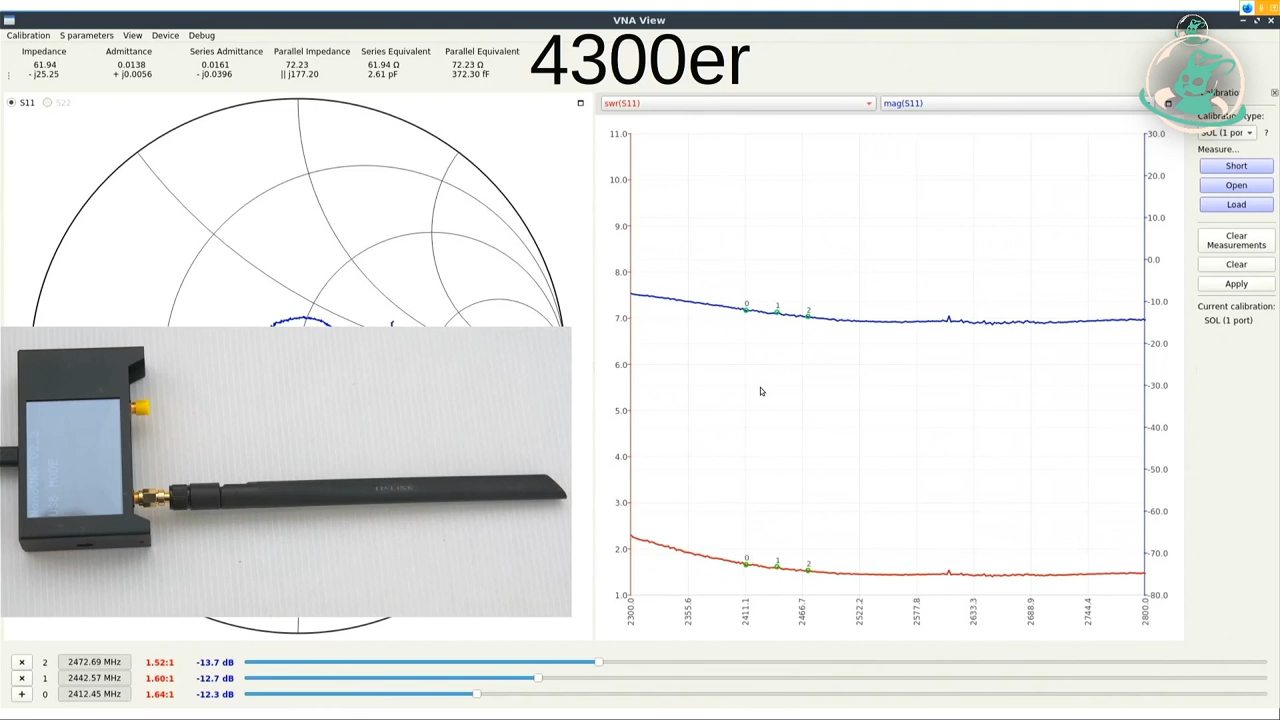 VNA View
Calibration S parameters View Device Debug
4300er
Impedance Admittance Series Admittance Parallel Impedance Series Equivalent Parallel Equivalent
61.94 0.0138 0.0161 72.23 61.94 Ω 72.23 Ω
- j25.25 + j0.0056 - j0.0396 || j177.20 2.61 pF 372.30 fF
S11 S22
swr(S11) mag(S11)
Calibration type:
SOL (1 por ?
Measure...
Short
Open
Load
Clear
Measurements
Clear
Apply
Current calibration:
SOL (1 port)
11.0 30.0
10.0 20.0
9.0 10.0
8.0 0.0
7.0 -10.0
6.0 -20.0
5.0 -30.0
4.0 -40.0
3.0 -50.0
2.0 -60.0
1.0 -70.0
-80.0
0 1 2
0 1 2
2300.0 2355.6 2411.1 2466.7 2522.2 2577.8 2633.3 2688.9 2744.4 2800.0
2 2472.69 MHz 1.52:1 -13.7 dB
1 2442.57 MHz 1.60:1 -12.7 dB
0 2412.45 MHz 1.64:1 -12.3 dB